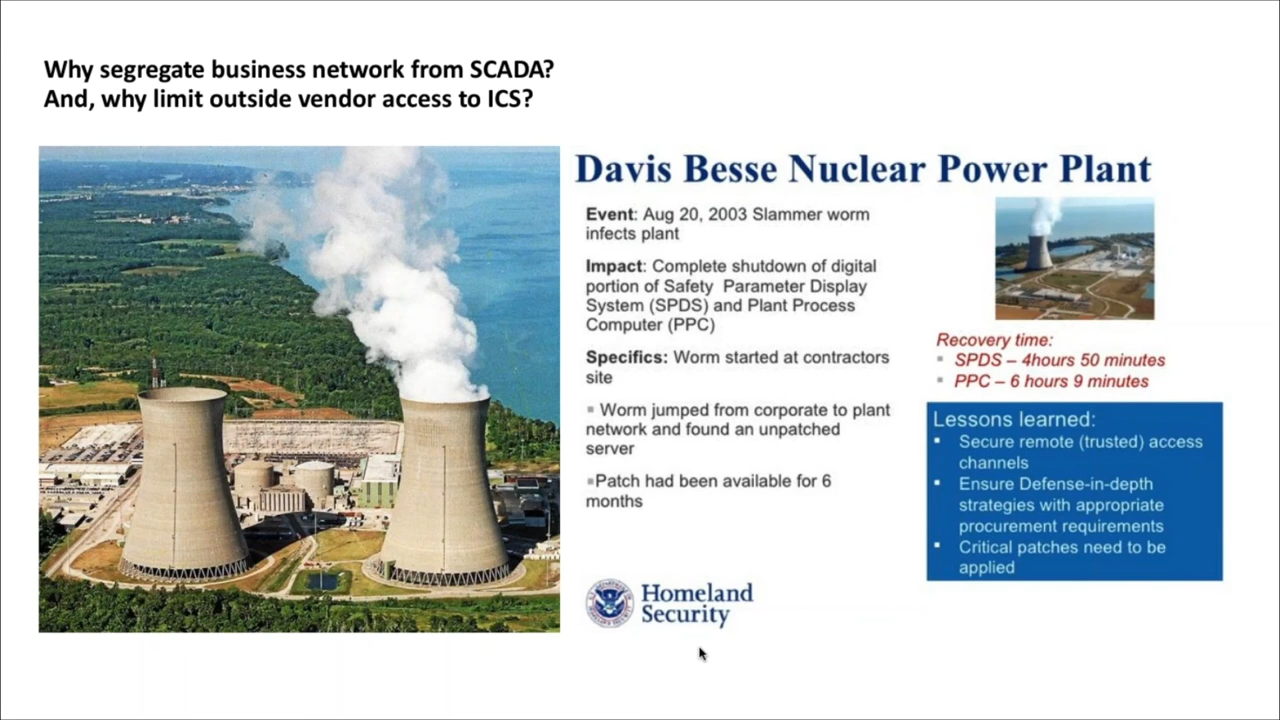 Why segregate business network from SCADA?
And, why limit outside vendor access to ICS?
Davis Besse Nuclear Power Plant
Event: Aug 20, 2003 Slammer worm
infects plant
Impact: Complete shutdown of digital
portion of Safety Parameter Display
System (SPDS) and Plant Process
Computer (PPC)
Specifics: Worm started at contractors
site
▪ Worm jumped from corporate to plant
network and found an unpatched
server
▪Patch had been available for 6
months
Recovery time:
▪ SPDS – 4hours 50 minutes
▪ PPC – 6 hours 9 minutes
Lessons learned:
▪ Secure remote (trusted) access
channels
▪ Ensure Defense-in-depth
strategies with appropriate
procurement requirements
▪ Critical patches need to be
applied
Homeland
Security